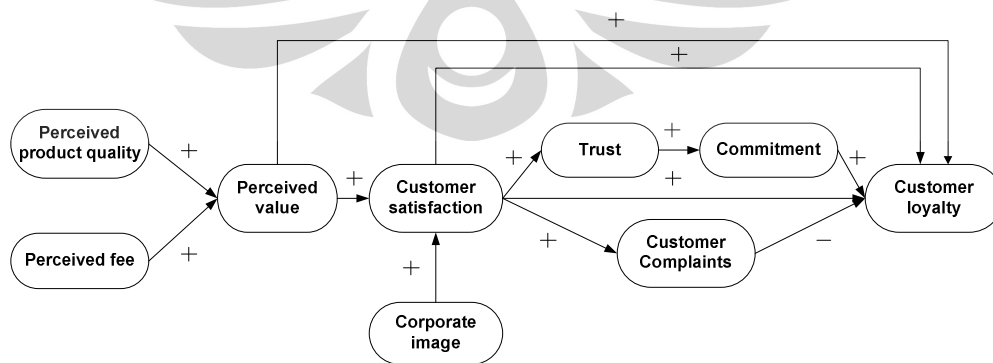 +
+
Perceived
product quality
+
Perceived fee
+
Perceived
value
+
Customer
satisfaction
+
Corporate
image
+
Trust
+
Commitment
+
+
+
Customer
Complaints
−
Customer
loyalty